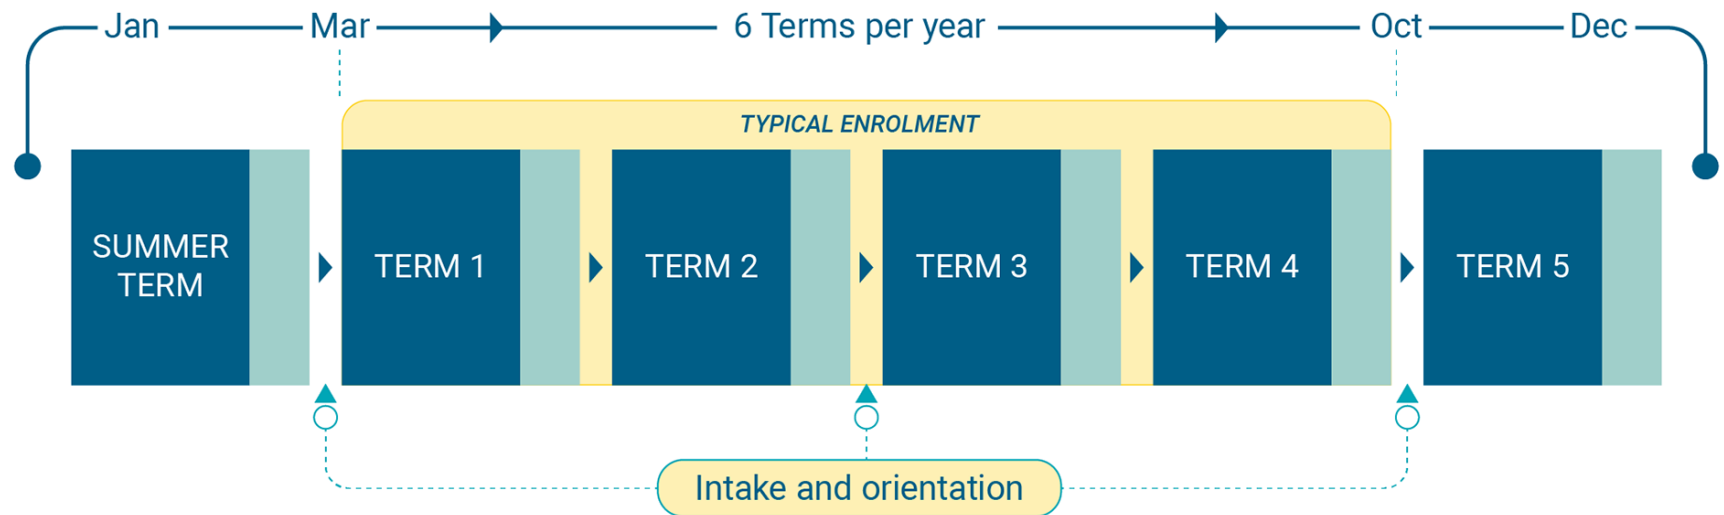 Jan Mar 6 Terms per year Oct Dec
TYPICAL ENROLMENT
SUMMER
TERM
TERM 1
TERM 2
TERM 3
TERM 4
TERM 5
Intake and orientation